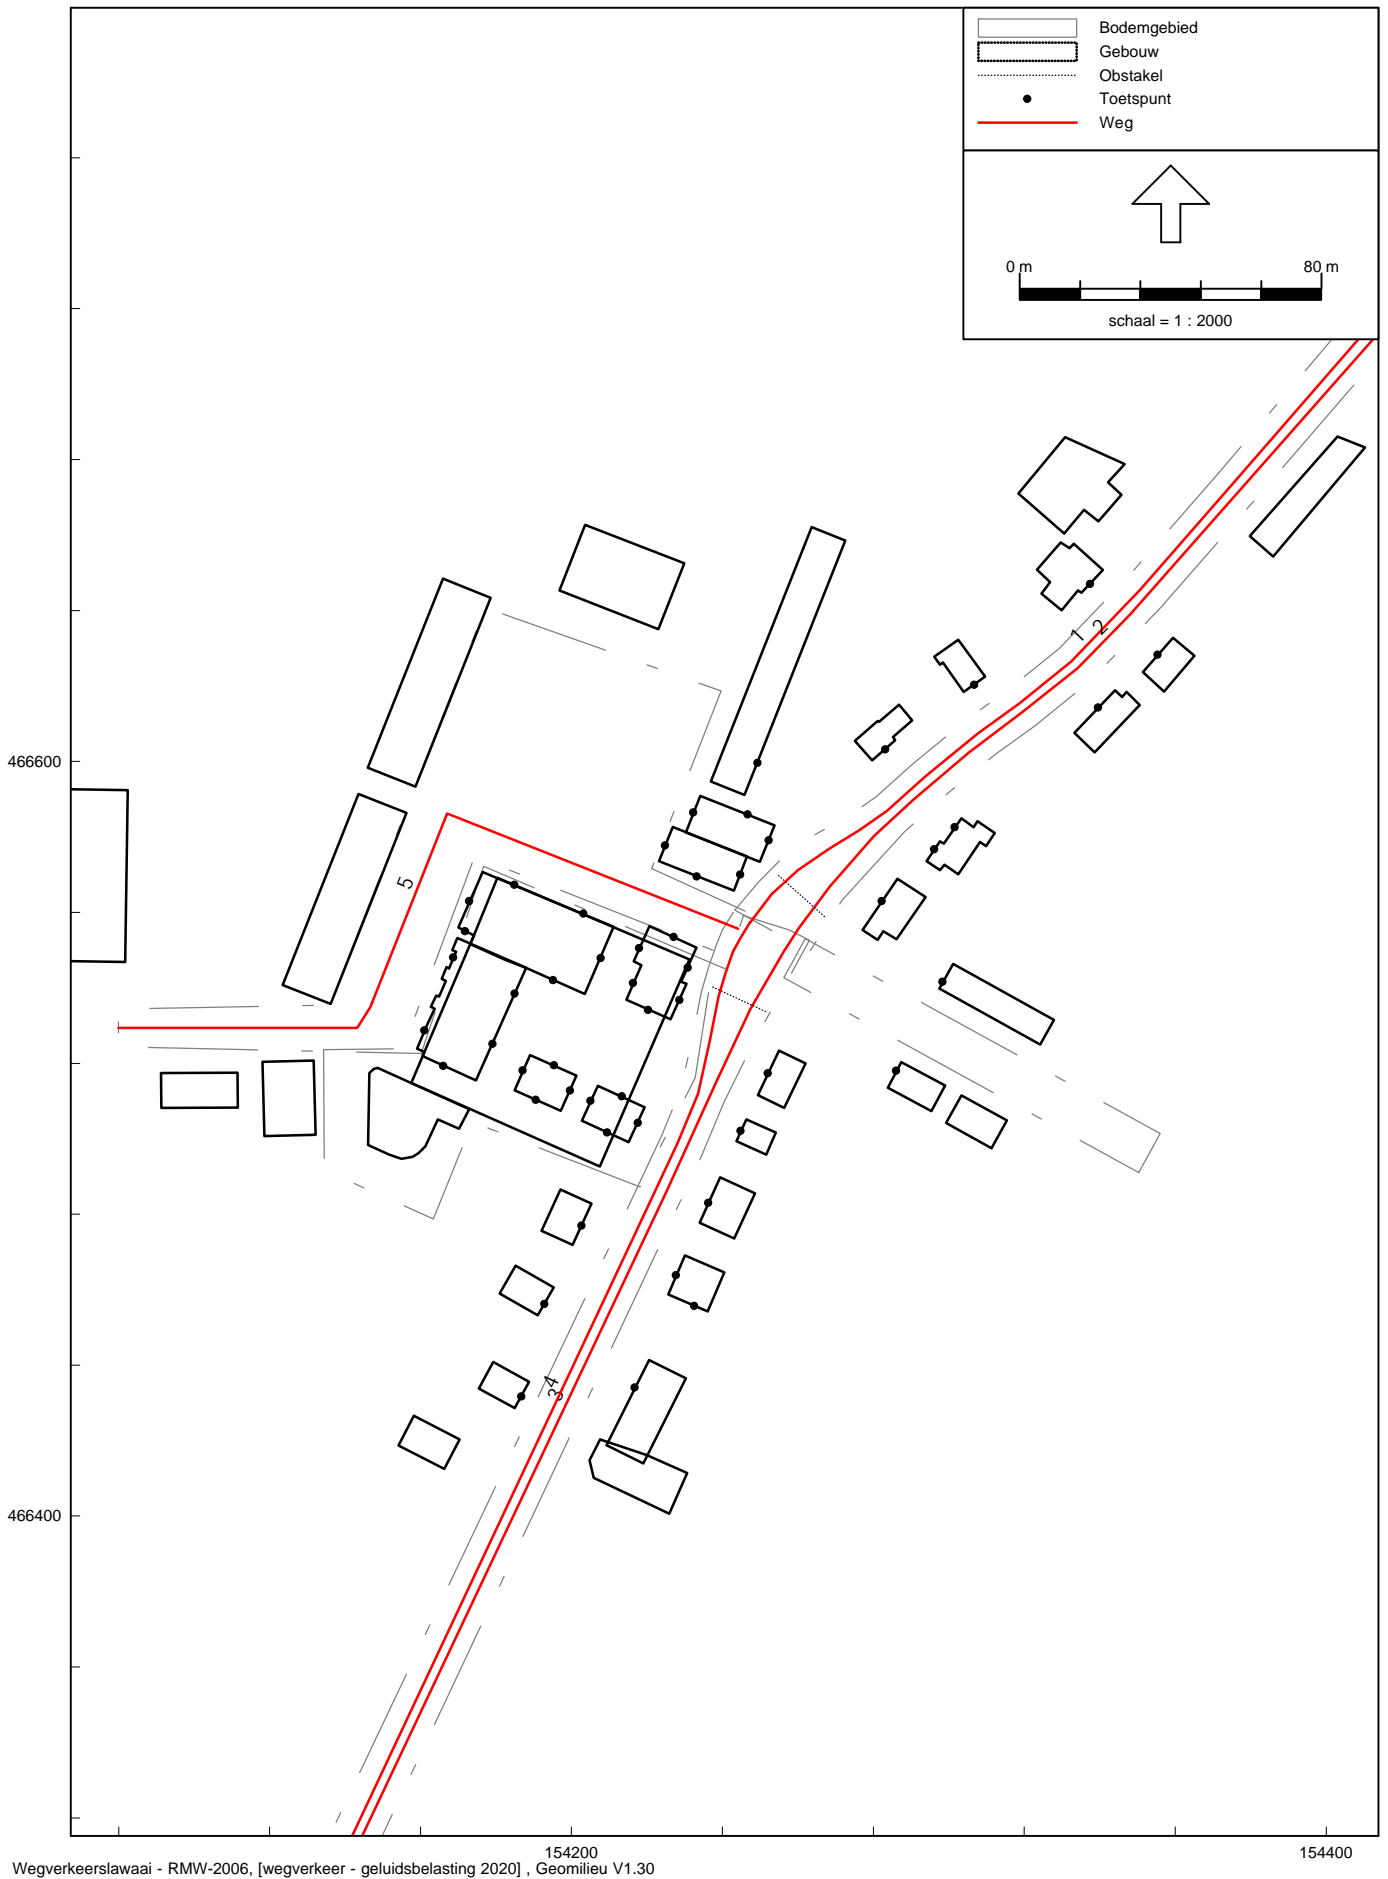 Bodemgebied
Gebouw
Obstakel
Toetspunt
Weg
0 m 80 m
schaal = 1 : 2000
1 2
466600
5
3 4
466400
154200 154400
Wegverkeerslawaai - RMW-2006, [wegverkeer - geluidsbelasting 2020] , Geomilieu V1.30